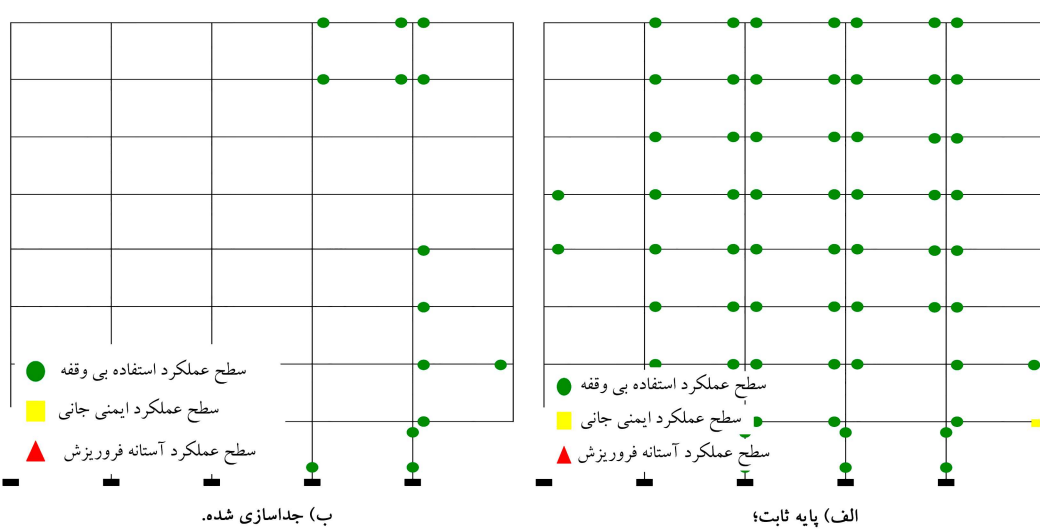 سطح عملکرد استفاده بی وقفه
سطح عملکرد ایمنی جانی
سطح عملکرد آستانه فروریزش
الف) پایه ثابت؛
سطح عملکرد استفاده بی وقفه
سطح عملکرد ایمنی جانی
سطح عملکرد آستانه فروریزش
ب) جداسازی شده.